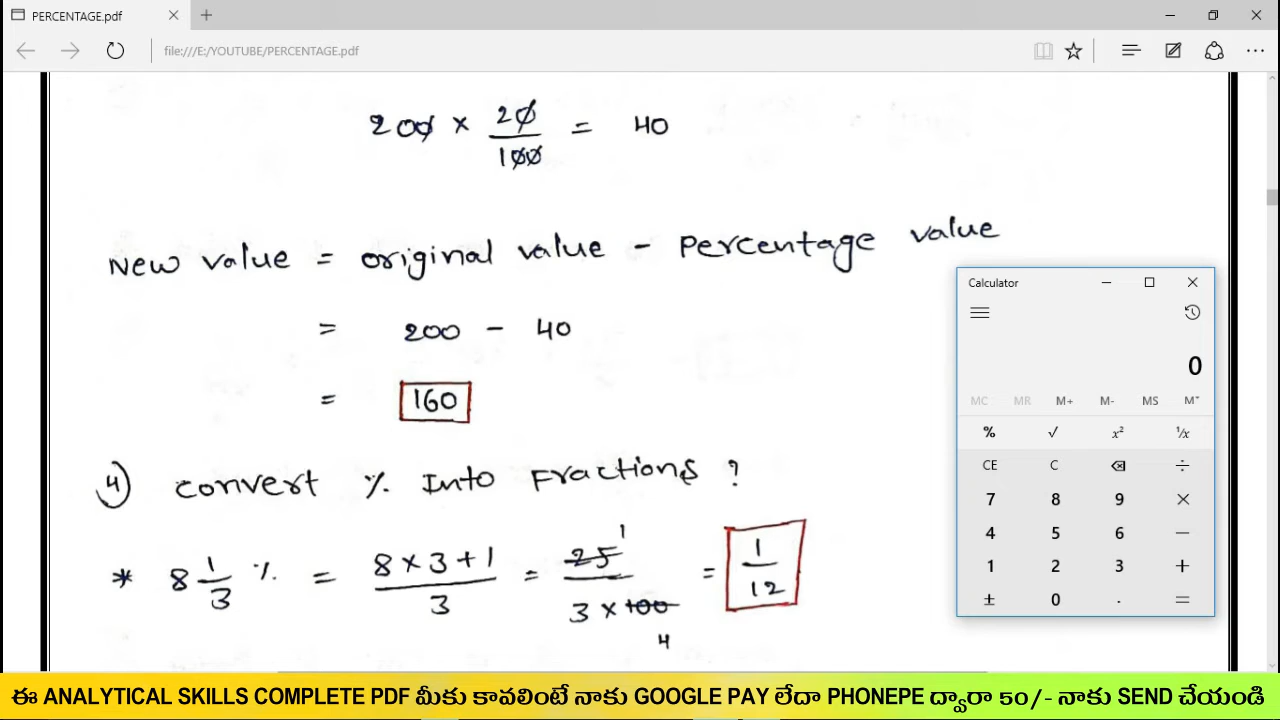 PERCENTAGE.pdf
file:///E:/YOUTUBE/PERCENTAGE.pdf
200 × 20/100 = 40
New value = original value - Percentage value
= 200 - 40
= 160
4) Convert % Into Fractions ?
* 8 1/3 % = 8 × 3 + 1 / 3 = 25 1 / 3 × 100 4 = 1/12
Calculator
0
MC MR M+ M- MS M˅
% √ x² ¹/x
CE C ⌫ ÷
7 8 9 ×
4 5 6 −
1 2 3 +
± 0 . =
ఈ ANALYTICAL SKILLS COMPLETE PDF మీకు కావలింటే నాకు GOOGLE PAY లేదా PHONEPE ద్వారా 50/- నాకు SEND చేయండి